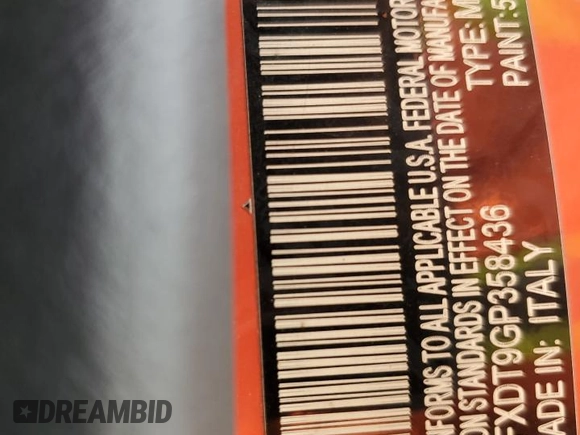 NFORMS TO ALL APPLICABLE U.S.A. FEDERAL MOTOR
ON STANDARDS IN EFFECT ON THE DATE OF MANUFA
TYPE:
FXDT9GP358436
PAINT:5
ADE IN: ITALY
DREAMBID